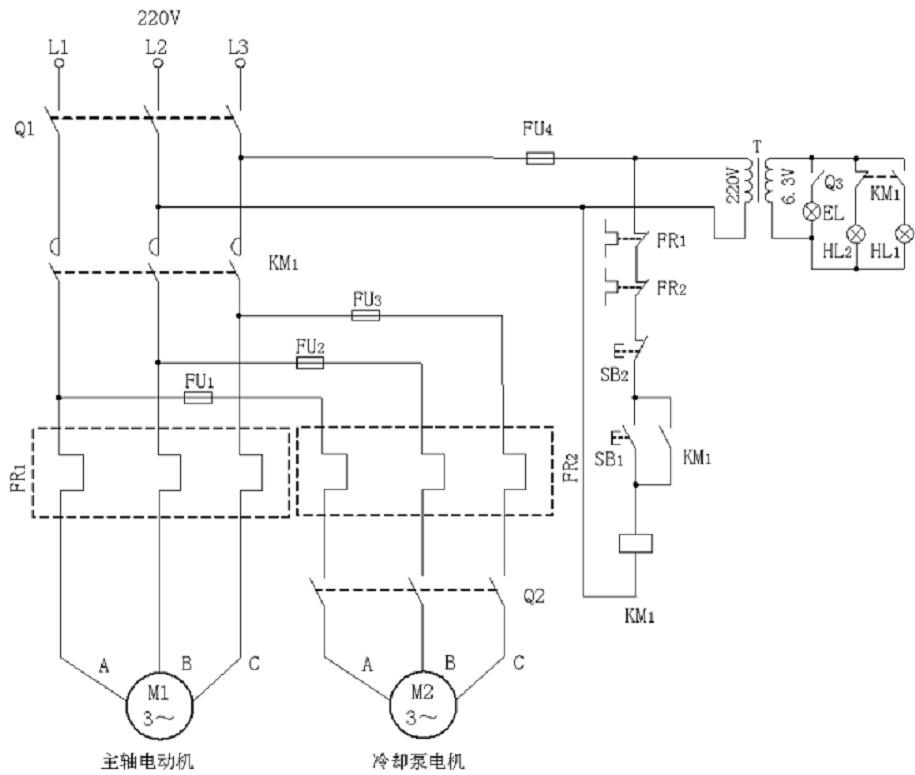 220V
L1 L2 L3
Q1
FU4
T
220V
6.3V
Q3
KM1
EL
HL2
HL1
FR1
KM1
FR2
FU3
FU2
SB2
FU1
SB1
KM1
FR1
FR2
Q2
KM1
A B C
A B C
M1
3～
M2
3～
主轴电动机
冷却泵电机